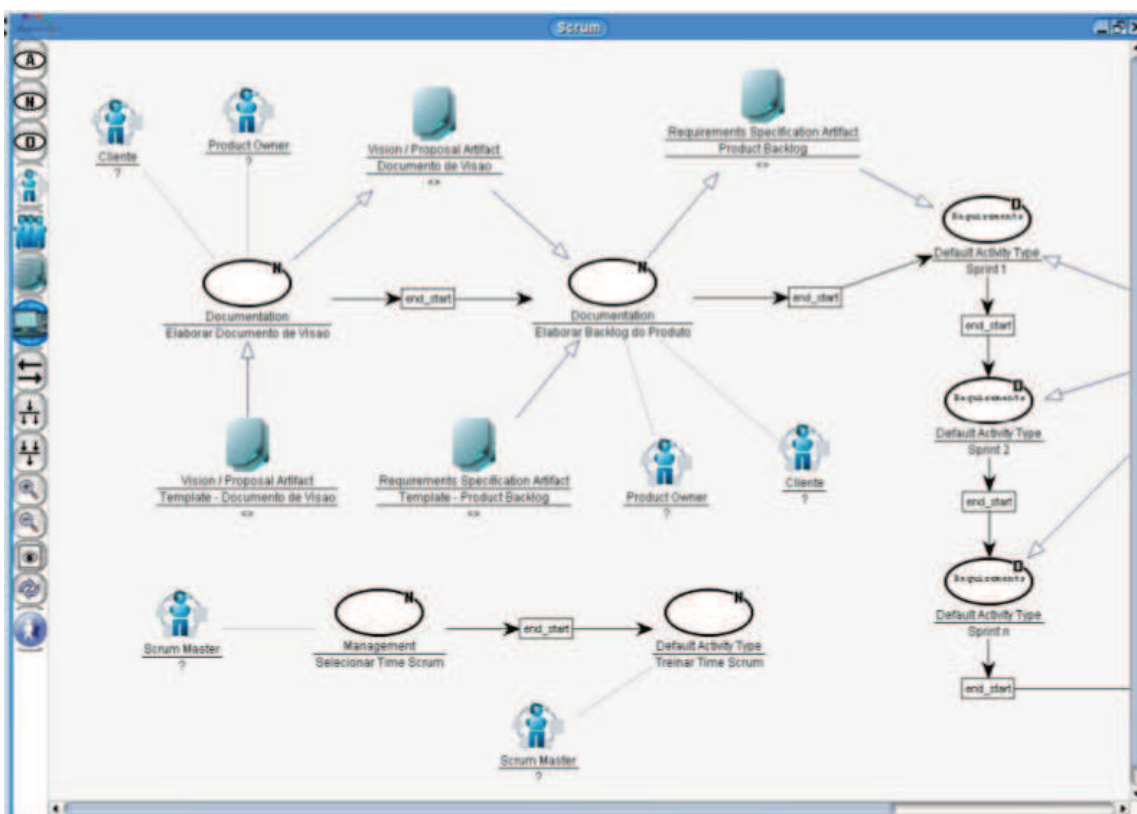 Scrum
A
N
D
Cliente
?
Product Owner
?
Vision / Proposal Artifact
Documento de Visao
<>
Requirements Specification Artifact
Product Backlog
<>
D
Requirements
Default Activity Type
Sprint 1
N
Documentation
Elaborar Documento de Visao
end_start
N
Documentation
Elaborar Backlog do Produto
end_start
end_start
D
Requirements
Default Activity Type
Sprint 2
Vision / Proposal Artifact
Template - Documento de Visao
<>
Requirements Specification Artifact
Template - Product Backlog
<>
Product Owner
?
Cliente
?
end_start
D
Requirements
Default Activity Type
Sprint n
end_start
Scrum Master
?
N
Management
Selecionar Time Scrum
end_start
N
Default Activity Type
Treinar Time Scrum
Scrum Master
?